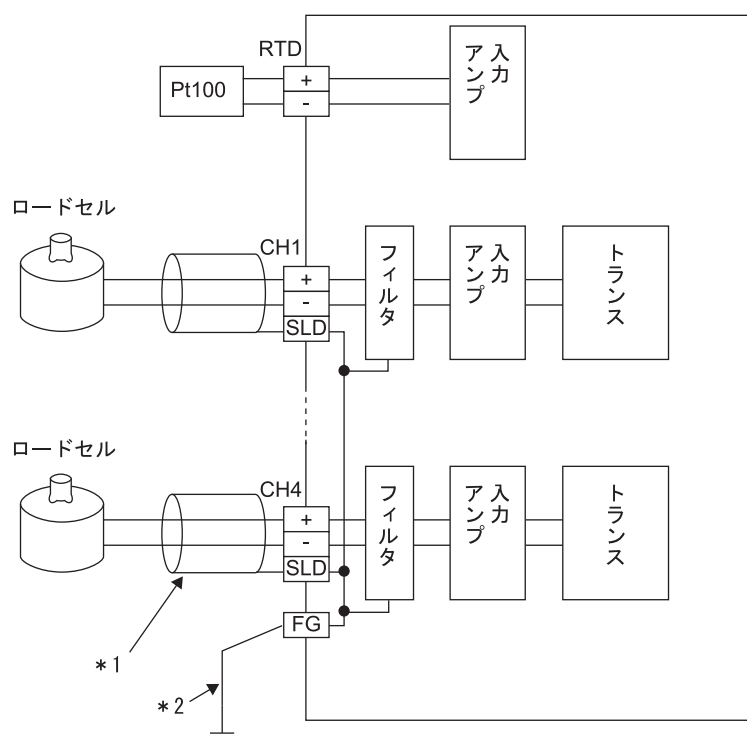 RTD
Pt100
+
-
入力
アンプ
ロードセル
CH1
+
-
SLD
フィルタ
入力
アンプ
トランス
ロードセル
CH4
+
-
SLD
フィルタ
入力
アンプ
トランス
FG
*1
*2